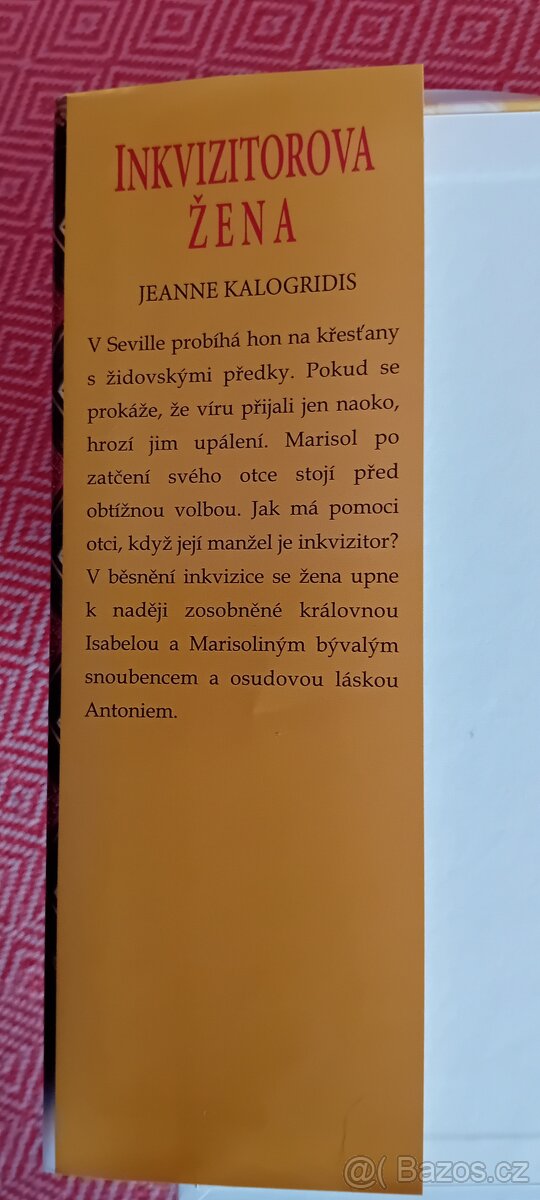 INKVIZITOROVA
ŽENA
JEANNE KALOGRIDIS
V Seville probíhá hon na křesťany
s židovskými předky. Pokud se
prokáže, že víru přijali jen naoko,
hrozí jim upálení. Marisol po
zatčení svého otce stojí před
obtížnou volbou. Jak má pomoci
otci, když její manžel je inkvizitor?
V běsnění inkvizice se žena upne
k naději zosobněné královnou
Isabelou a Marisoliným bývalým
snoubencem a osudovou láskou
Antoniem.
@ Bazos.cz